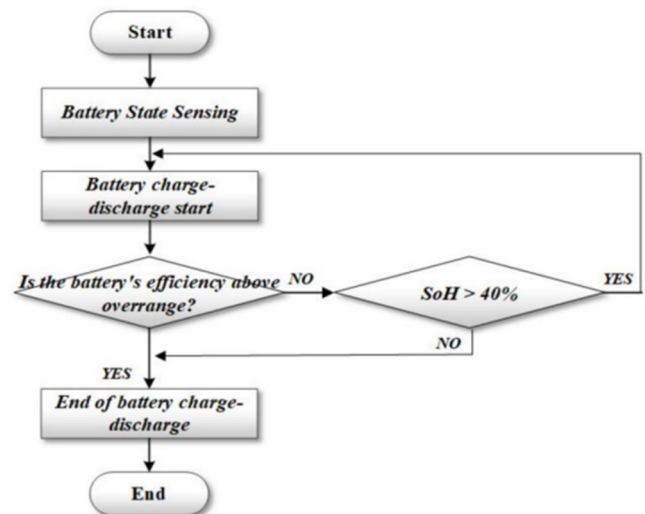 Start
Battery State Sensing
Battery charge-
discharge start
Is the battery's efficiency above
overrange?
NO
SoH > 40%
YES
NO
YES
End of battery charge-
discharge
End